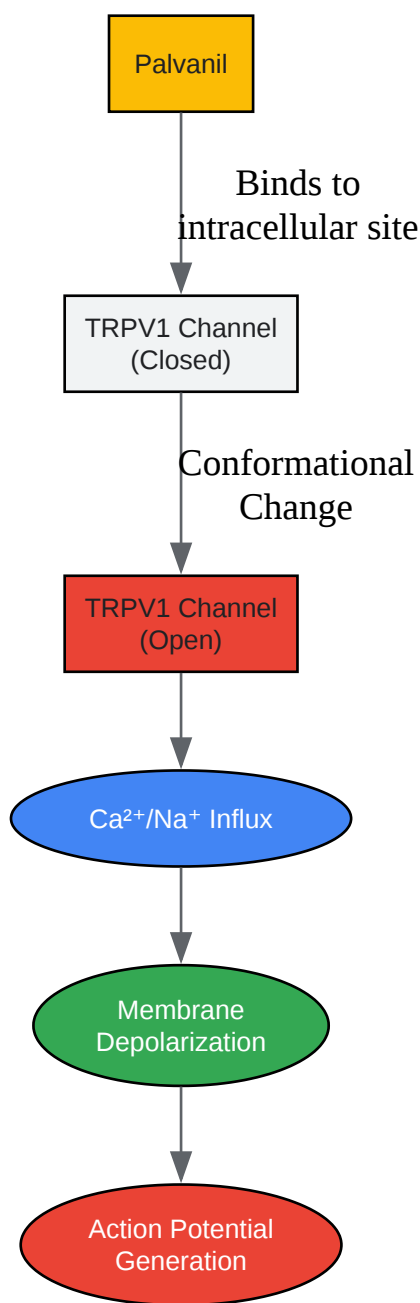 Palvanil
Binds to
intracellular site
TRPV1 Channel
(Closed)
Conformational
Change
TRPV1 Channel
(Open)
Ca²⁺/Na⁺ Influx
Membrane
Depolarization
Action Potential
Generation